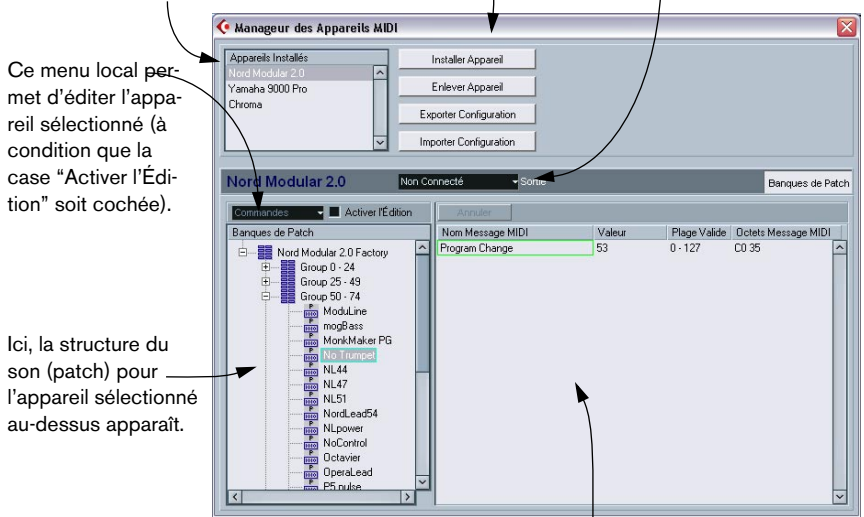 Manageur des Appareils MIDI
Ce menu local per-
met d'éditer l'appa-
reil sélectionné (à
condition que la
case “Activer l'Édi-
tion” soit cochée).
Appareils Installés
Nord Modular 2.0
Yamaha 9000 Pro
Chroma
Installer Appareil
Enlever Appareil
Exporter Configuration
Importer Configuration
Nord Modular 2.0
Non Connecté
Sortie
Banques de Patch
Commandes
Activer l'Édition
Annuler
Banques de Patch
Nom Message MIDI Valeur Plage Valide Octets Message MIDI
Program Change 53 0 - 127 C0 35
Nord Modular 2.0 Factory
Group 0 - 24
Group 25 - 49
Group 50 - 74
ModuLine
mogBass
MonkMaker PG
No Trumpet
NL44
NL47
NL51
NordLead54
NLpower
NoControl
Octavier
OperaLead
P5 pulse
Ici, la structure du
son (patch) pour
l'appareil sélectionné
au-dessus apparaît.